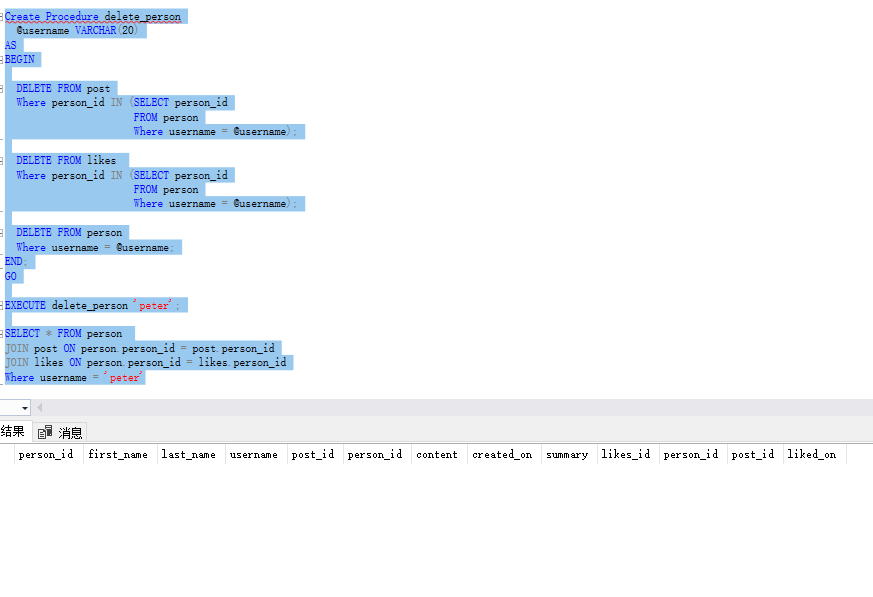 Create Procedure delete_person
@username VARCHAR(20)
AS
BEGIN
DELETE FROM post
Where person_id IN (SELECT person_id
FROM person
Where username = @username);
DELETE FROM likes
Where person_id IN (SELECT person_id
FROM person
Where username = @username);
DELETE FROM person
Where username = @username;
END;
GO
EXECUTE delete_person 'peter';
SELECT * FROM person
JOIN post ON person.person_id = post.person_id
JOIN likes ON person.person_id = likes.person_id
Where username = 'peter'
结果 消息
person_id first_name last_name username post_id person_id content created_on summary likes_id person_id post_id liked_on